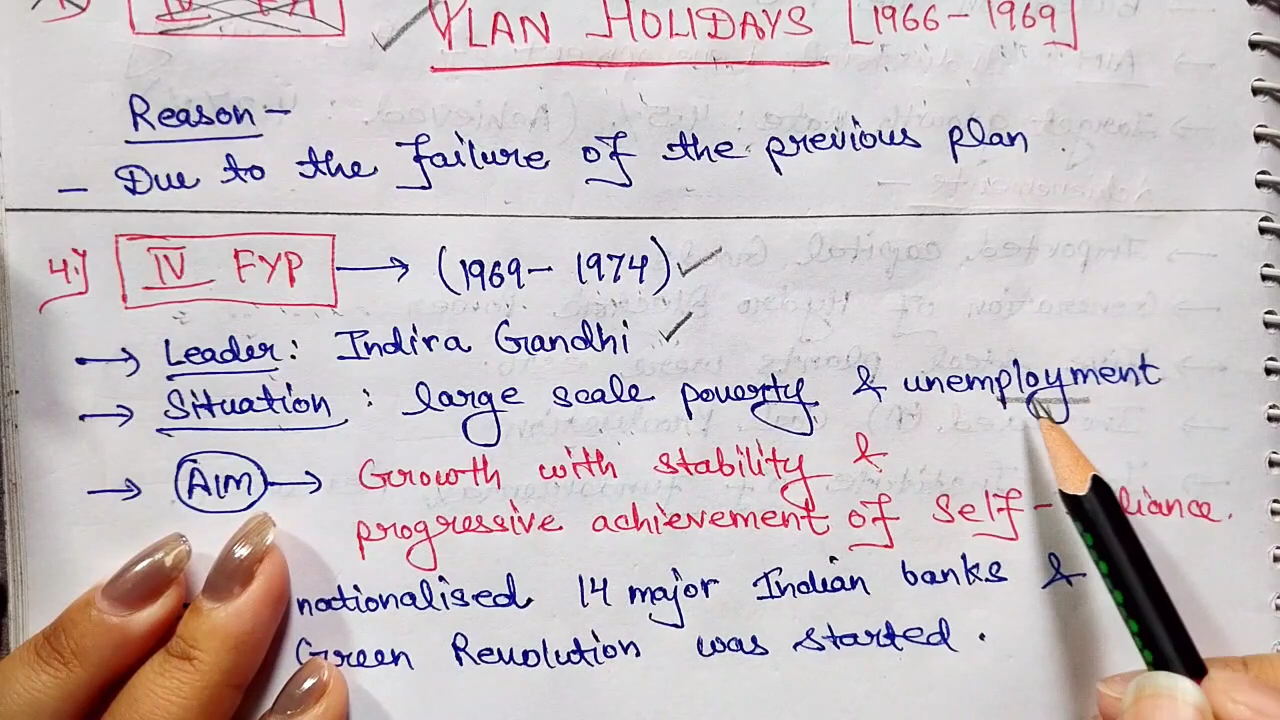 PLAN HOLIDAYS [1966-1969]
Reason-
- Due to the failure of the previous plan
4.) IV FYP → (1969-1974) ✓
→ Leader: Indira Gandhi ✓
→ Situation: large scale poverty & unemployment
→ AIM → Growth with stability &
progressive achievement of self-liance.
nationalised 14 major Indian banks &
Green Revolution was started.